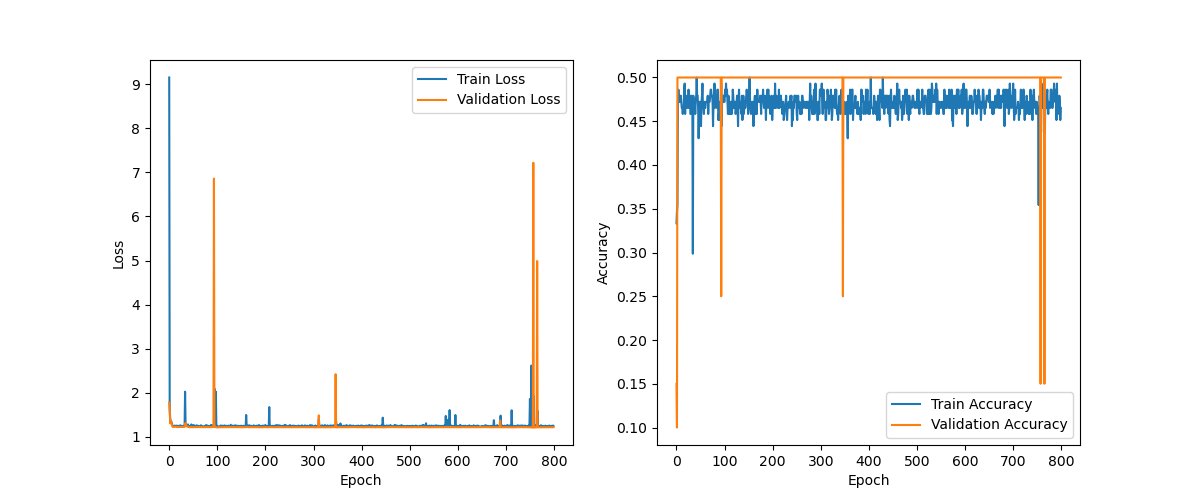 Train Loss
Validation Loss
9
8
7
6
5
4
3
2
1
0 100 200 300 400 500 600 700 800
Loss
Epoch
0.50
0.45
0.40
0.35
0.30
0.25
0.20
0.15
0.10
0 100 200 300 400 500 600 700 800
Accuracy
Epoch
Train Accuracy
Validation Accuracy